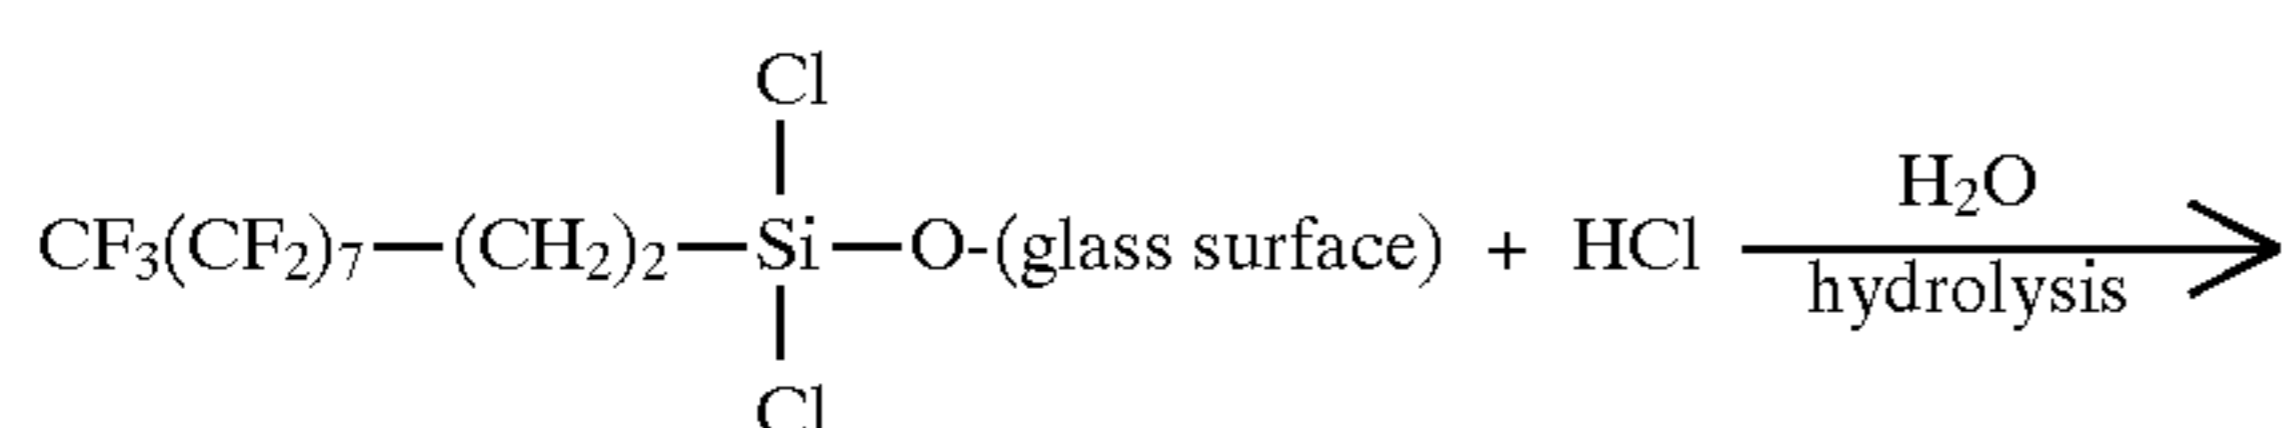 Cl
H₂O
CF₃(CF₂)₇—(CH₂)₂—Si—O-(glass surface) + HCl
hydrolysis
Cl